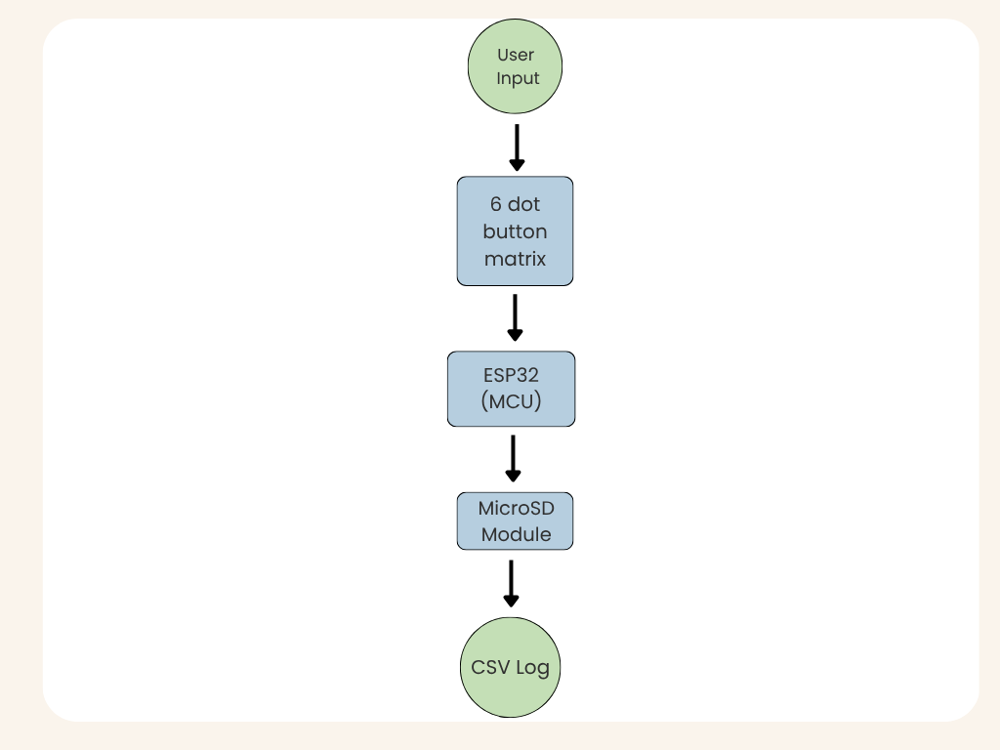 User
Input
6 dot
button
matrix
ESP32
(MCU)
MicroSD
Module
CSV Log